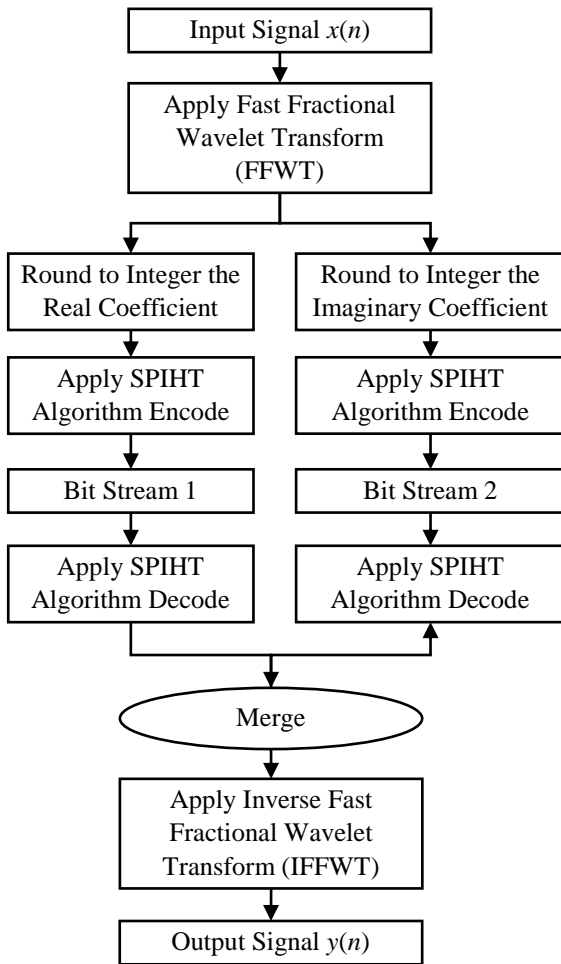 Input Signal x(n)
Apply Fast Fractional
Wavelet Transform
(FFWT)
Round to Integer the
Real Coefficient
Round to Integer the
Imaginary Coefficient
Apply SPIHT
Algorithm Encode
Apply SPIHT
Algorithm Encode
Bit Stream 1
Bit Stream 2
Apply SPIHT
Algorithm Decode
Apply SPIHT
Algorithm Decode
Merge
Apply Inverse Fast
Fractional Wavelet
Transform (IFFWT)
Output Signal y(n)